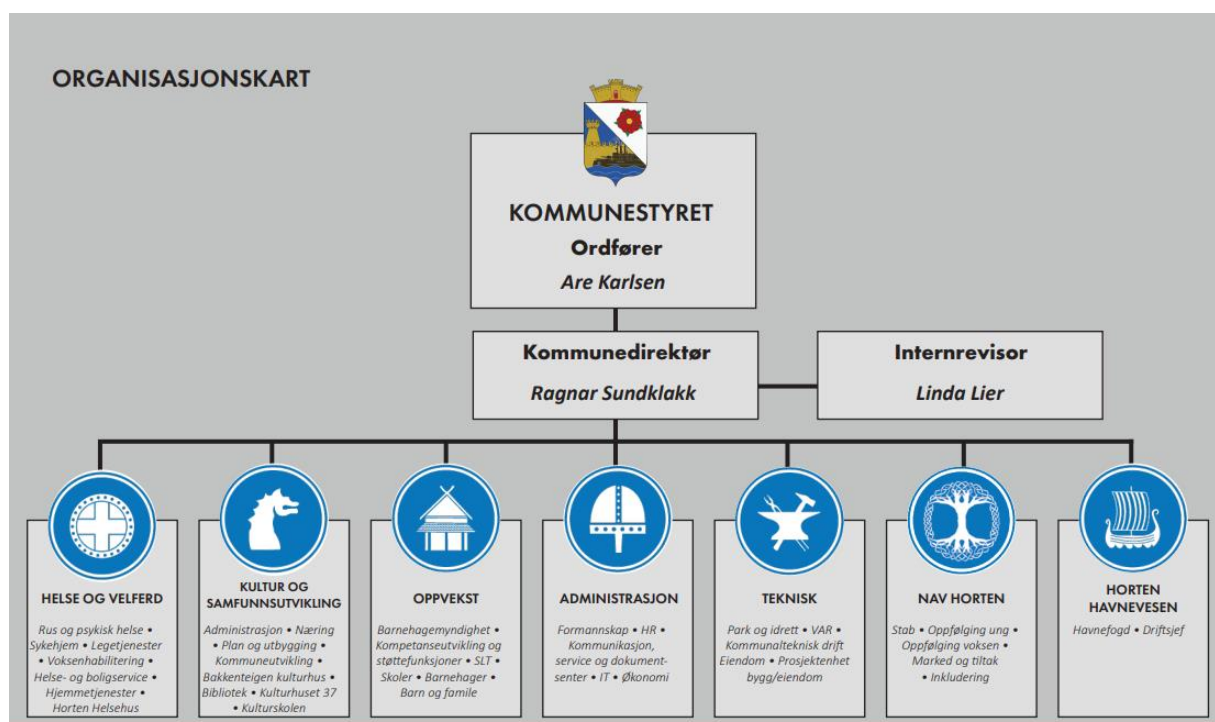 ORGANISASJONSKART
KOMMUNESTYRET
Ordfører
Are Karlsen
Kommunedirektør
Ragnar Sundklakk
Internrevisor
Linda Lier
HELSE OG VELFERD
Rus og psykisk helse •
Sykehjem • Legetjenester
• Voksenhabilitering •
Helse- og boligservice •
Hjemmetjenester •
Horten Helsehus
KULTUR OG
SAMFUNNSUTVIKLING
Administrasjon • Næring
• Plan og utbygging •
Kommuneutvikling •
Bakkenteigen kulturhus •
Bibliotek • Kulturhuset 37
• Kulturskolen
OPPVEKST
Barnehagemyndighet •
Kompetanseutvikling og
støttefunksjoner • SLT •
Skoler • Barnehager •
Barn og famile
ADMINISTRASJON
Formannskap • HR •
Kommunikasjon,
service og dokument-
senter • IT • Økonomi
TEKNISK
Park og idrett • VAR •
Kommunalteknisk drift
Eiendom • Prosjektenhet
bygg/eiendom
NAV HORTEN
Stab • Oppfølging ung •
Oppfølging voksen •
Marked og tiltak
• Inkludering
HORTEN
HAVNEVESEN
Havnefogd • Driftsjef